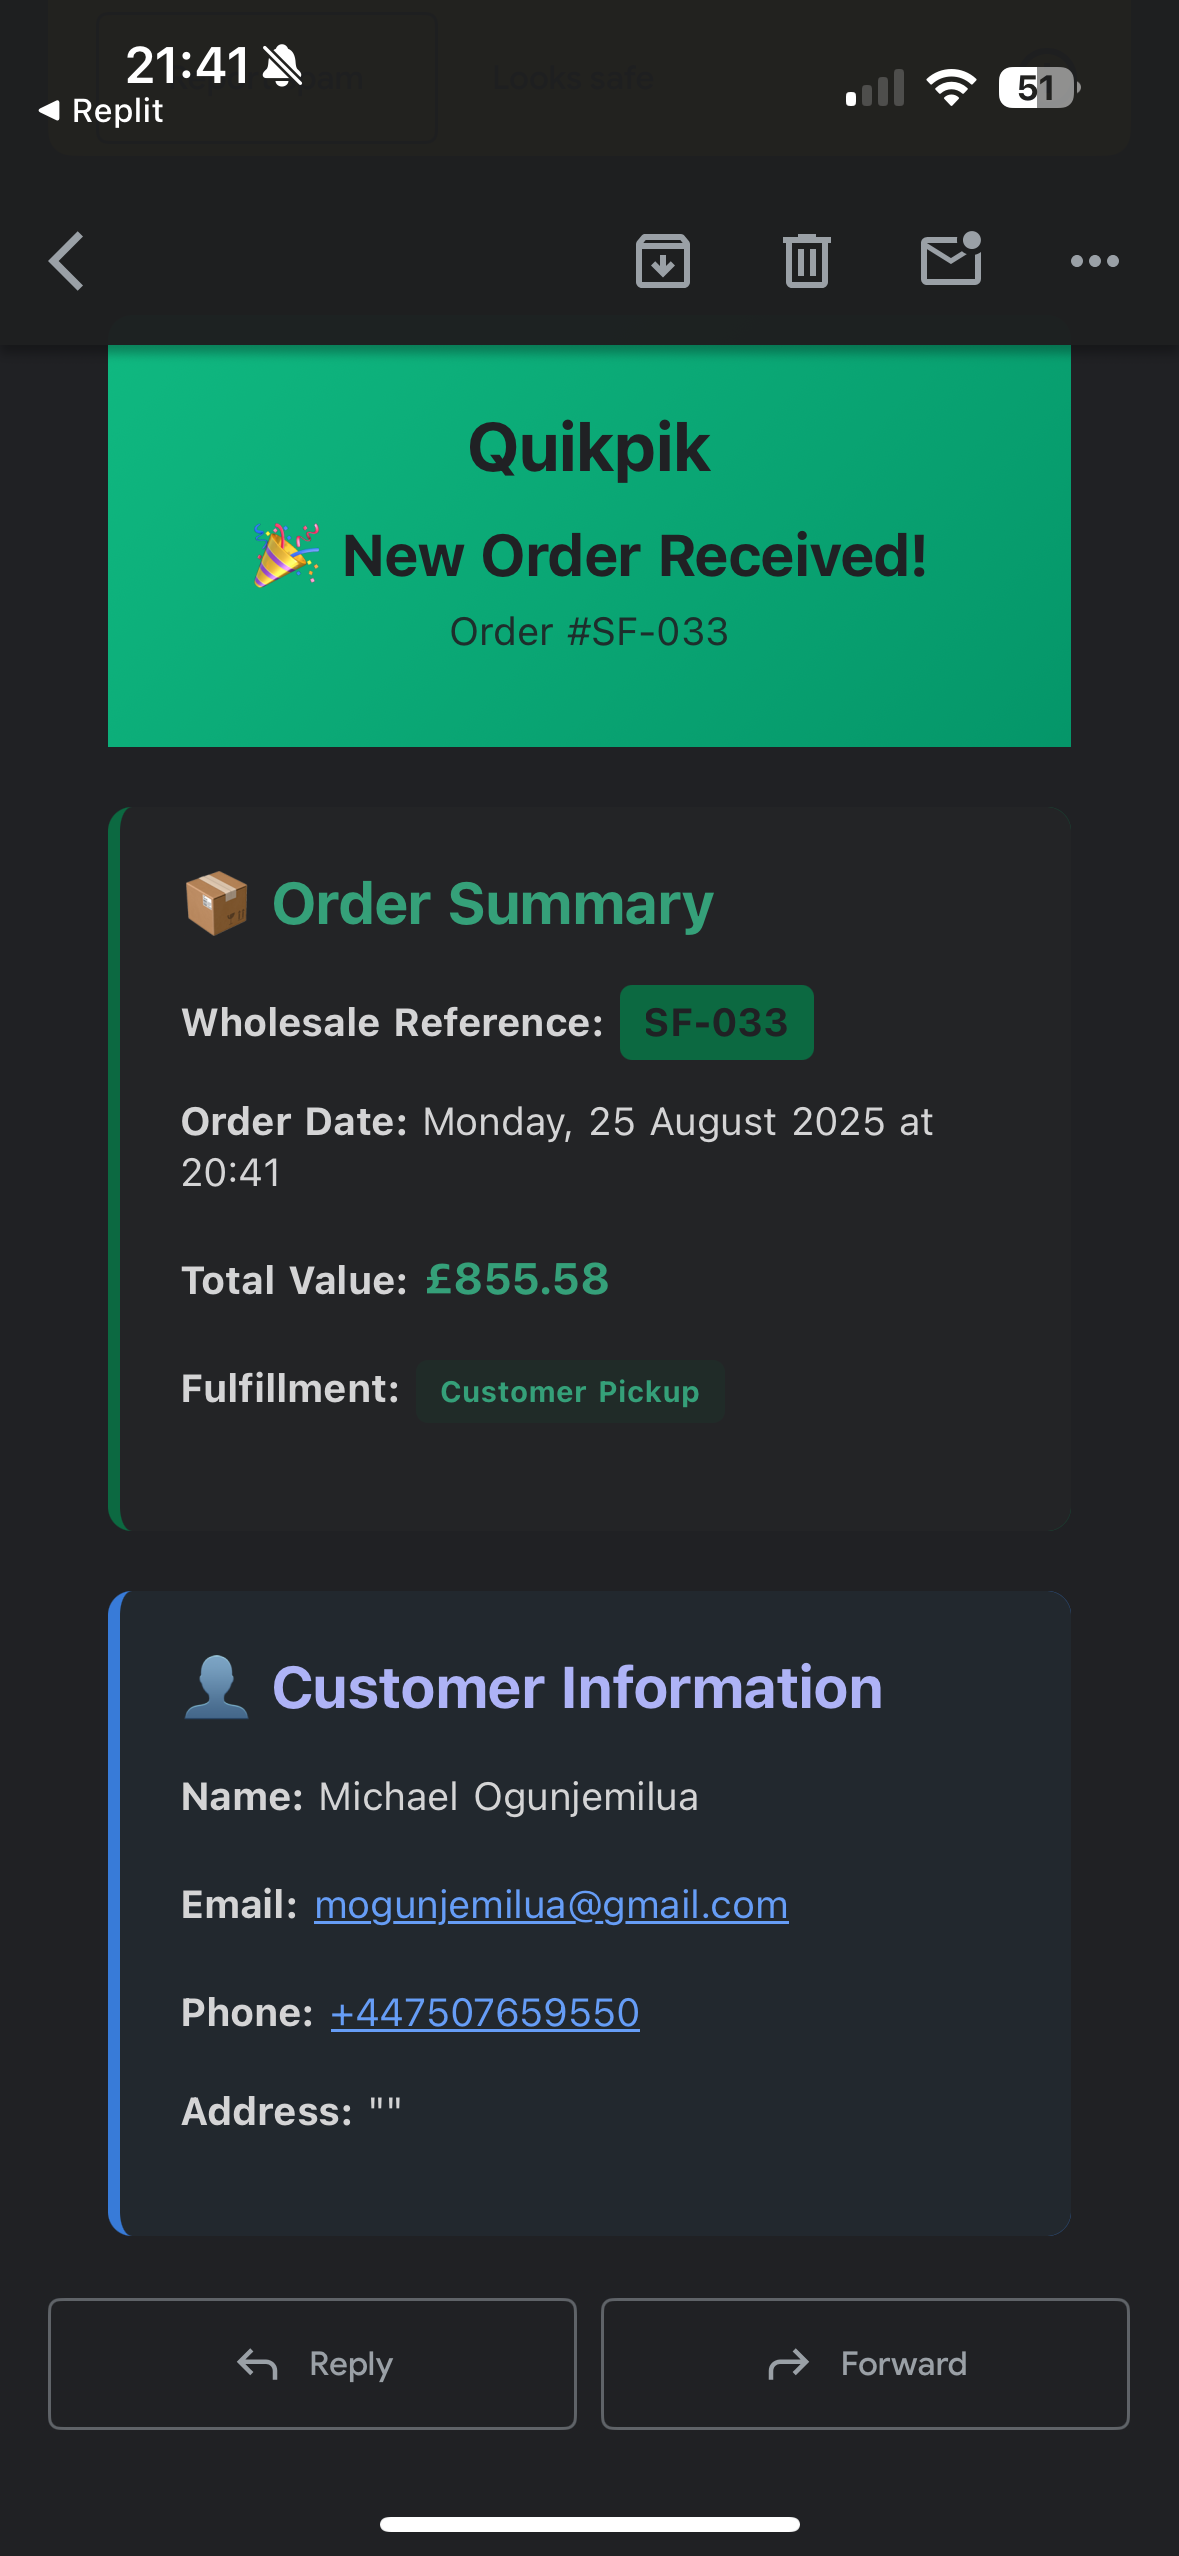 21:41
Looks safe
◀ Replit
51
Quikpik
🎉 New Order Received!
Order #SF-033
📦 Order Summary
Wholesale Reference: SF-033
Order Date: Monday, 25 August 2025 at
20:41
Total Value: £855.58
Fulfillment: Customer Pickup
👤 Customer Information
Name: Michael Ogunjemilua
Email: mogunjemilua@gmail.com
Phone: +447507659550
Address: ""
Reply
Forward